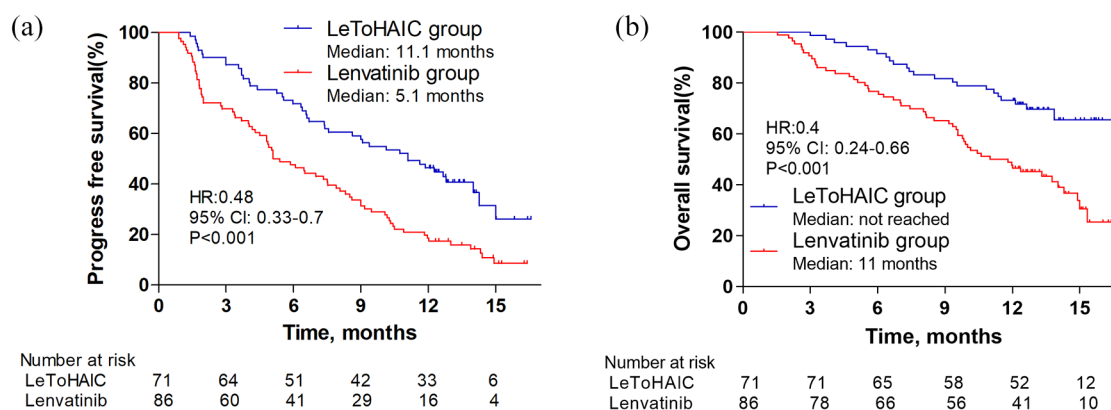 (a)
LeToHAIC group
Median: 11.1 months
Lenvatinib group
Median: 5.1 months
Progress free survival(%)
100
80
60
40
20
0
HR:0.48
95% CI: 0.33-0.7
P<0.001
0 3 6 9 12 15
Time, months
Number at risk
LeToHAIC 71 64 51 42 33 6
Lenvatinib 86 60 41 29 16 4
(b)
Overall survival(%)
100
80
60
40
20
0
HR:0.4
95% CI: 0.24-0.66
P<0.001
LeToHAIC group
Median: not reached
Lenvatinib group
Median: 11 months
0 3 6 9 12 15
Time, months
Number at risk
LeToHAIC 71 71 65 58 52 12
Lenvatinib 86 78 66 56 41 10